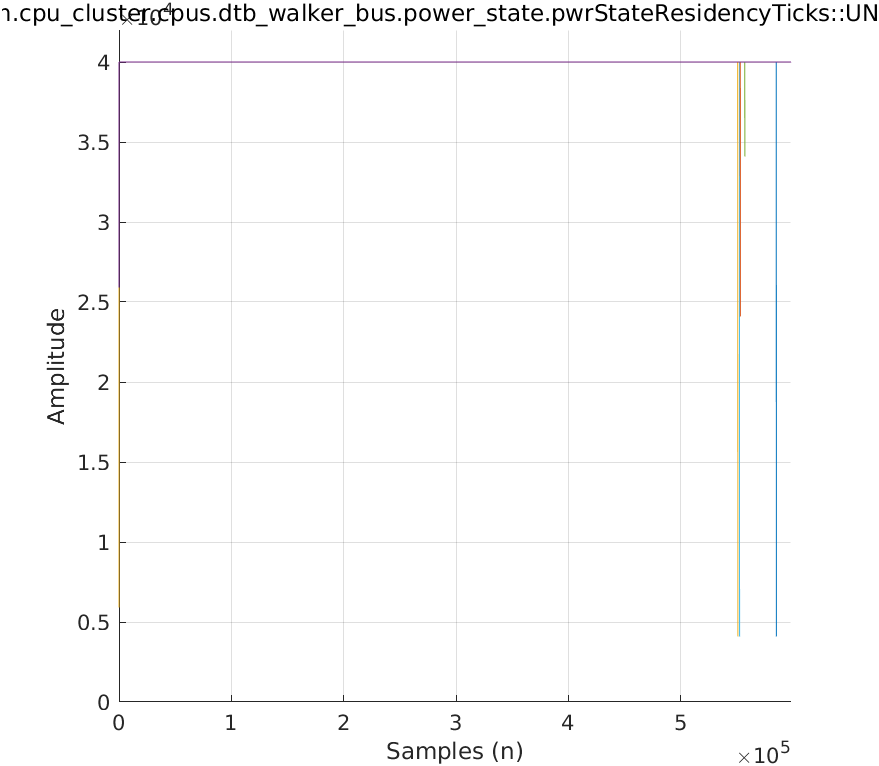 n.cpu_cluster.cpus.dtb_walker_bus.power_state.pwrStateResidencyTicks::UN
×10⁴
4
3.5
3
2.5
2
1.5
1
0.5
0
Amplitude
0 1 2 3 4 5
Samples (n)
×10⁵